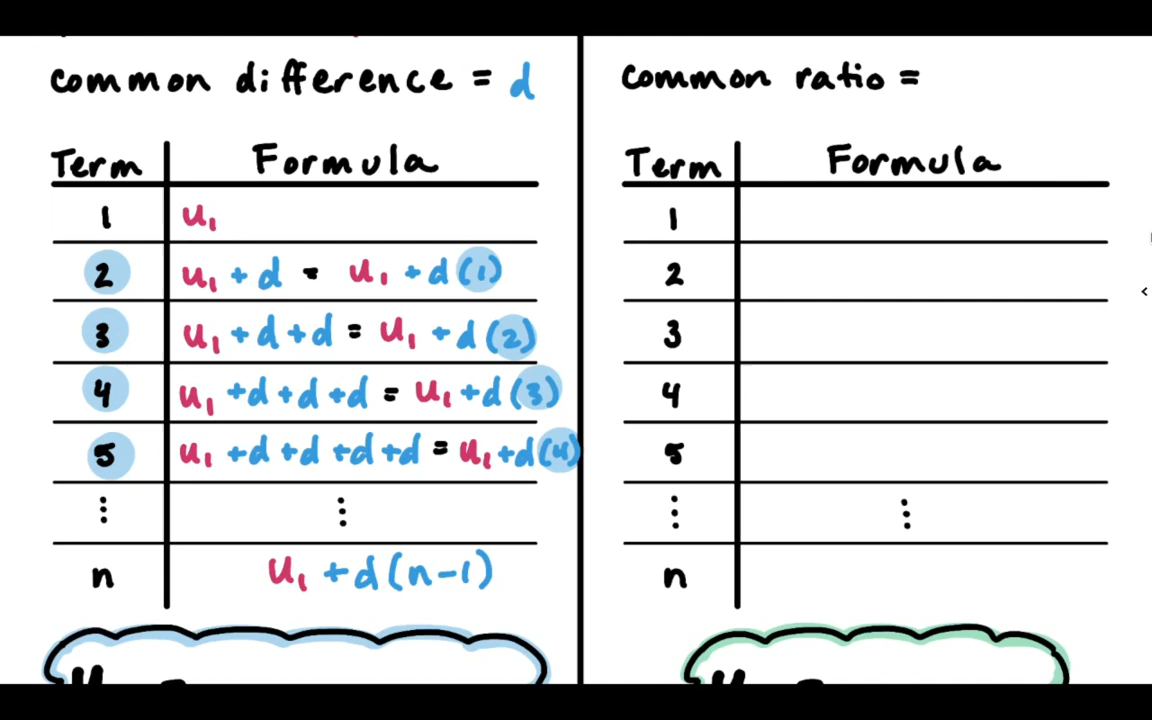 common difference = d
Term Formula
1 u₁
2 u₁ + d = u₁ + d(1)
3 u₁ + d + d = u₁ + d(2)
4 u₁ + d + d + d = u₁ + d(3)
5 u₁ + d + d + d + d = u₁ + d(4)
⋮ ⋮
n u₁ + d(n-1)
common ratio =
Term Formula
1
2
3
4
5
⋮ ⋮
n